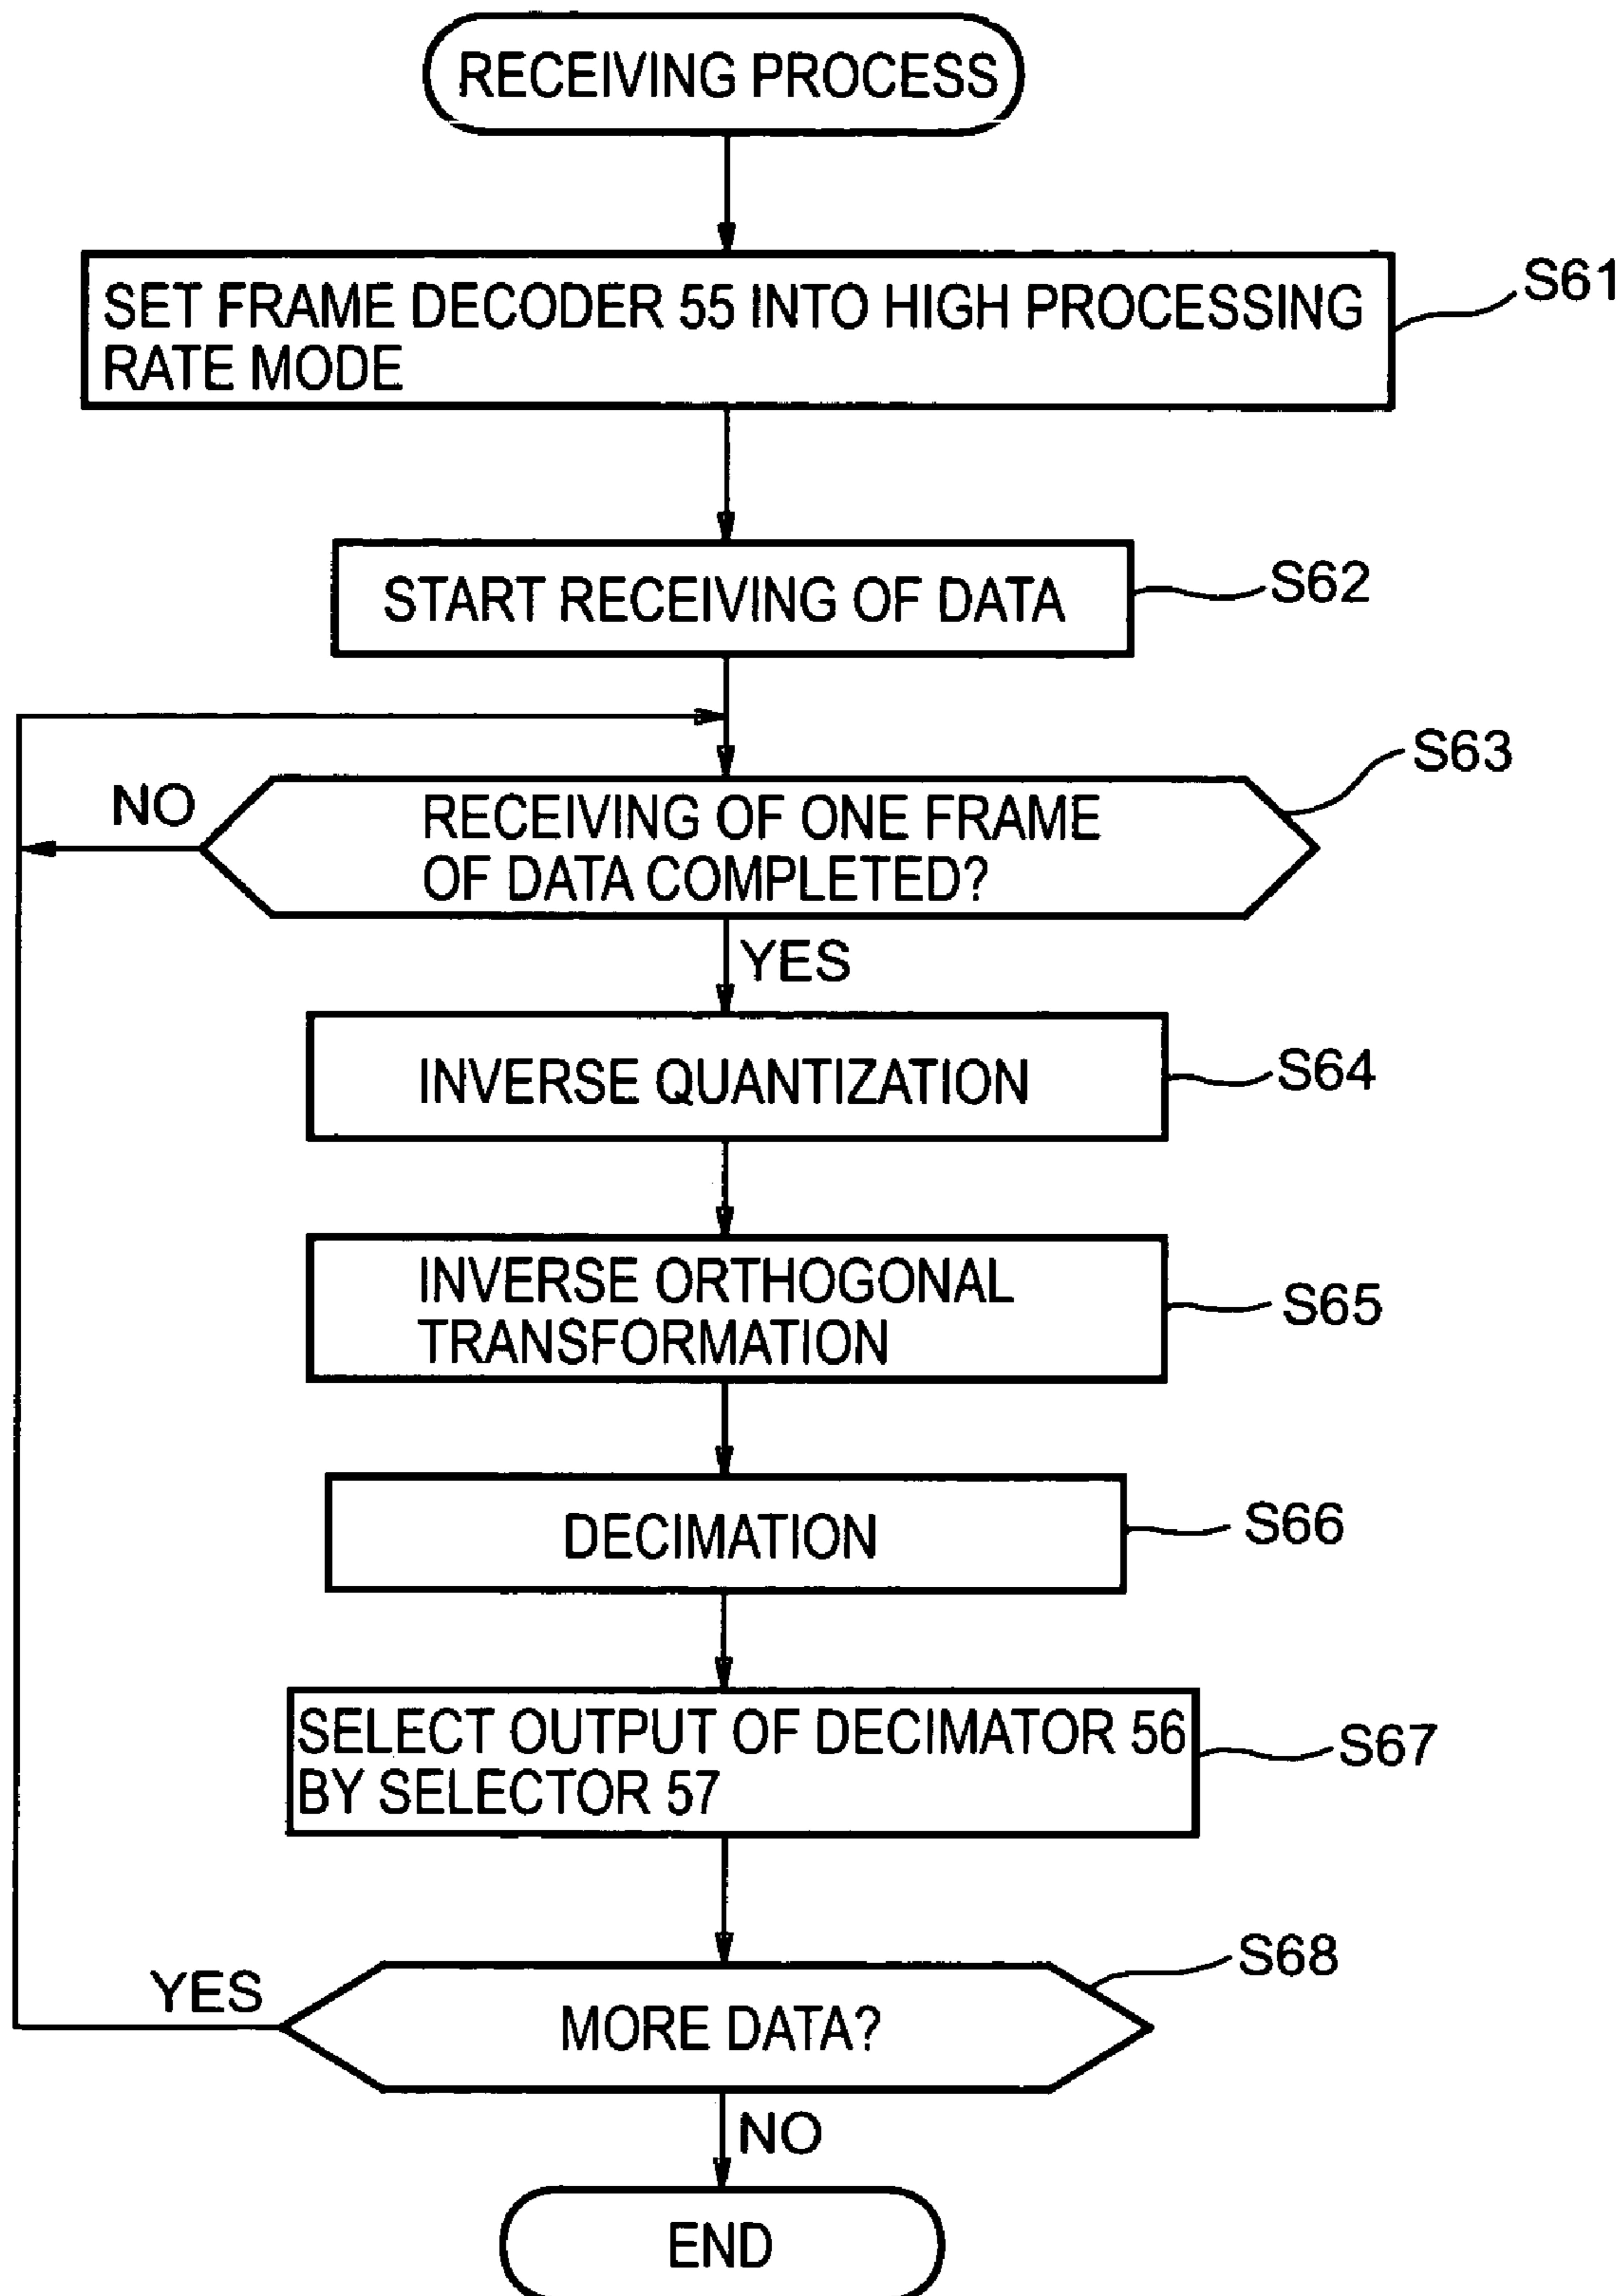 RECEIVING PROCESS
SET FRAME DECODER 55 INTO HIGH PROCESSING
RATE MODE
S61
START RECEIVING OF DATA
S62
RECEIVING OF ONE FRAME
OF DATA COMPLETED?
S63
NO
YES
INVERSE QUANTIZATION
S64
INVERSE ORTHOGONAL
TRANSFORMATION
S65
DECIMATION
S66
SELECT OUTPUT OF DECIMATOR 56
BY SELECTOR 57
S67
MORE DATA?
S68
YES
NO
END